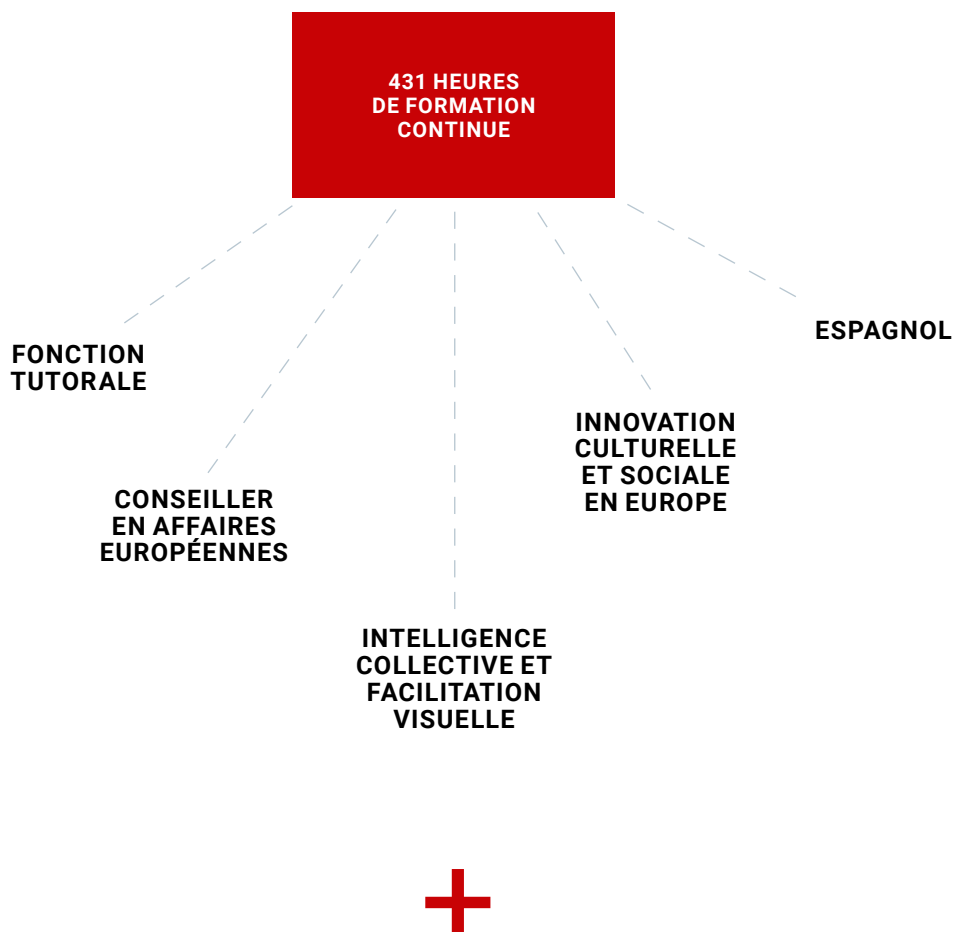 431 HEURES
DE FORMATION
CONTINUE
FONCTION
TUTORALE
CONSEILLER
EN AFFAIRES
EUROPÉENNES
INTELLIGENCE
COLLECTIVE ET
FACILITATION
VISUELLE
INNOVATION
CULTURELLE
ET SOCIALE
EN EUROPE
ESPAGNOL
+